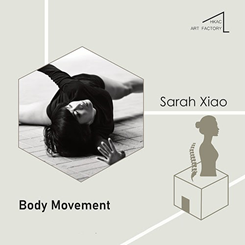 HKAC
ART FACTORY
Sarah Xiao
Body Movement